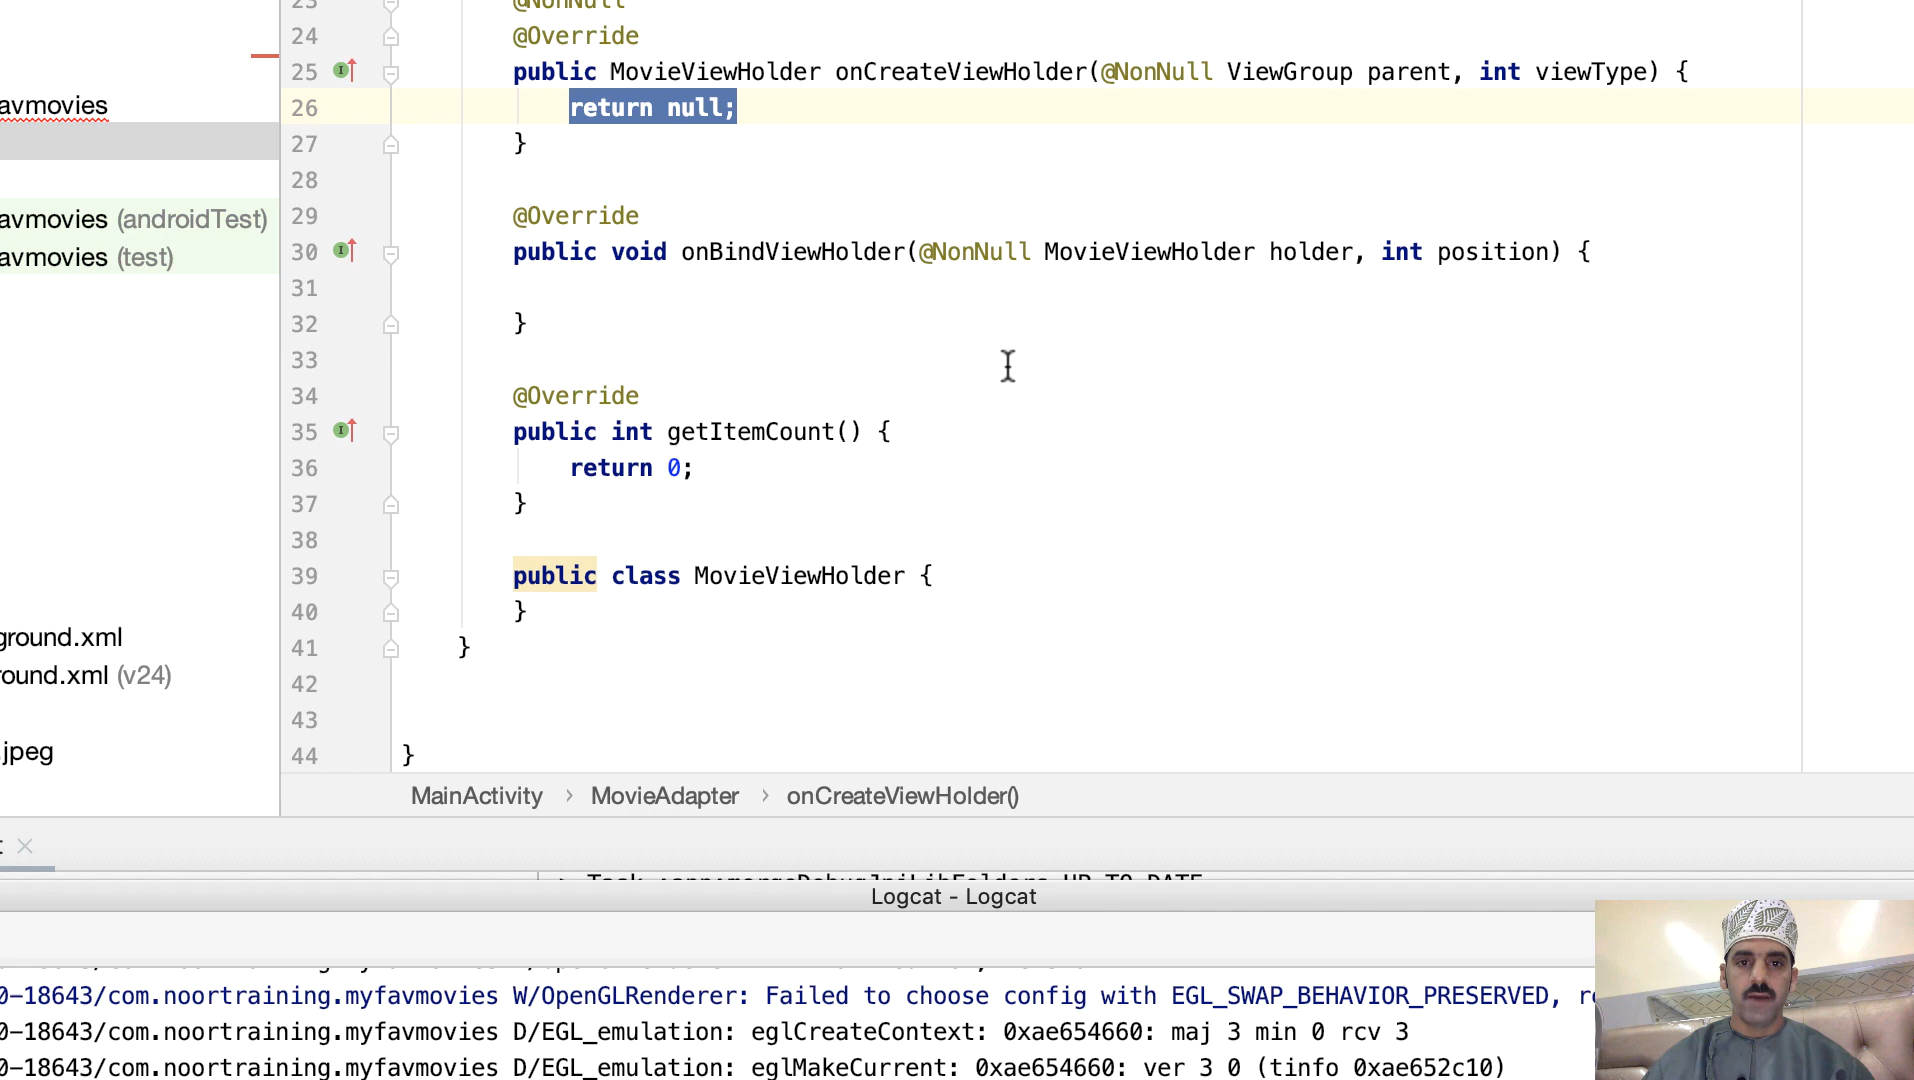 23 @NonNull
24 @Override
25 public MovieViewHolder onCreateViewHolder(@NonNull ViewGroup parent, int viewType) {
avmovies
26 return null;
27 }
28
avmovies (androidTest)
29 @Override
avmovies (test)
30 public void onBindViewHolder(@NonNull MovieViewHolder holder, int position) {
31
32 }
33
34 @Override
35 public int getItemCount() {
36 return 0;
37 }
38
39 public class MovieViewHolder {
40 }
ground.xml
41 }
round.xml (v24)
42
43
.jpeg
44 }
MainActivity › MovieAdapter › onCreateViewHolder()
Logcat - Logcat
0-18643/com.noortraining.myfavmovies W/OpenGLRenderer: Failed to choose config with EGL_SWAP_BEHAVIOR_PRESERVED, re
0-18643/com.noortraining.myfavmovies D/EGL_emulation: eglCreateContext: 0xae654660: maj 3 min 0 rcv 3
0-18643/com.noortraining.myfavmovies D/EGL_emulation: eglMakeCurrent: 0xae654660: ver 3 0 (tinfo 0xae652c10)